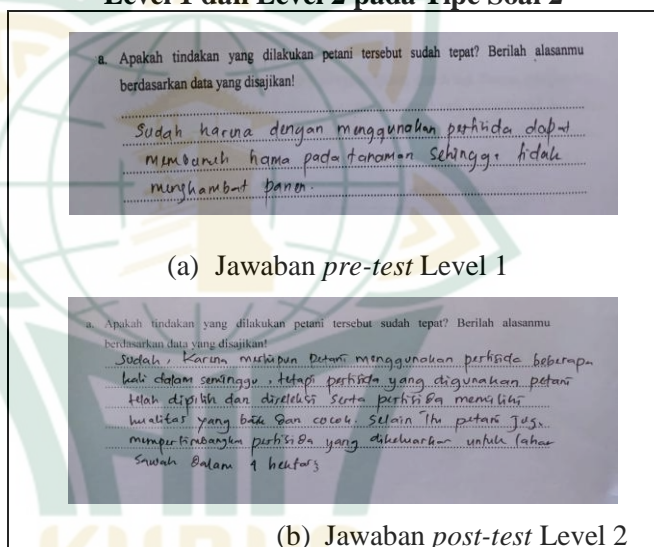 Level 1 dan Level 2 pada Tipe Soal 2
a. Apakah tindakan yang dilakukan petani tersebut sudah tepat? Berilah alasanmu
berdasarkan data yang disajikan!
Sudah karena dengan menggunakan pestisida dapat
membunuh hama pada tanaman sehingga tidak
menghambat panen.
(a) Jawaban pre-test Level 1
a. Apakah tindakan yang dilakukan petani tersebut sudah tepat? Berilah alasanmu
berdasarkan data yang disajikan!
Sudah, Karena meskipun Petani menggunakan pestisida beberapa
kali dalam seminggu, tetapi pestisida yang digunakan petani
telah dipilih dan diseleksi serta pestisida memiliki
kualitas yang baik dan cocok. Selain itu petani juga
mempertimbangkan pestisida yang dikeluarkan untuk lahan
sawah dalam 1 hektar
(b) Jawaban post-test Level 2